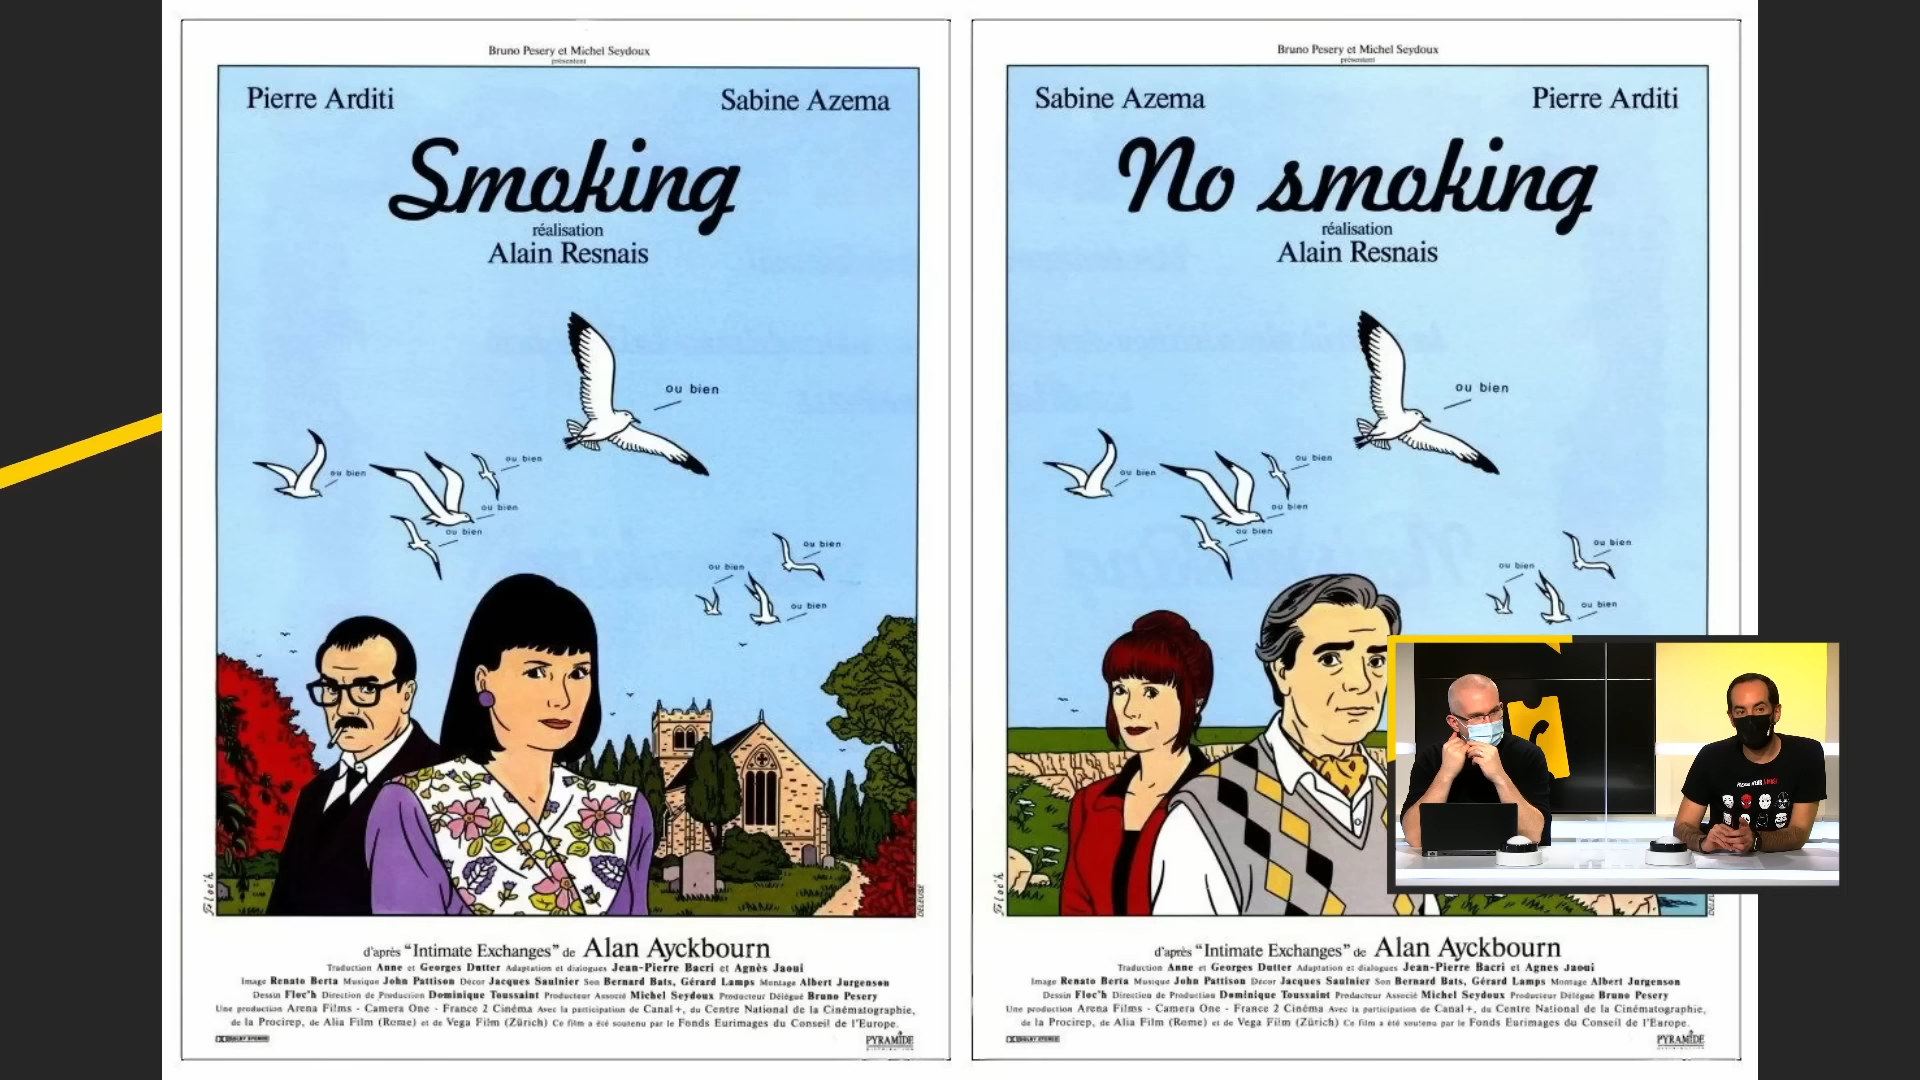 Bruno Pesery et Michel Seydoux
présentent
Pierre Arditi
Sabine Azema
Smoking
réalisation
Alain Resnais
ou bien
ou bien
ou bien
ou bien
ou bien
ou bien
ou bien
ou bien
Floc'h
d'après "Intimate Exchanges" de Alan Ayckbourn
Traduction Anne et Georges Dutter Adaptation et dialogues Jean-Pierre Bacri et Agnès Jaoui
Image Renato Berta Musique John Pattison Décor Jacques Saulnier Son Bernard Bats, Gérard Lamps Montage Albert Jurgenson
Dessin Floc'h Direction de Production Dominique Toussaint Producteur Associé Michel Seydoux Producteur Délégué Bruno Pesery
Une production Arena Films - Camera One - France 2 Cinéma Avec la participation de Canal+, du Centre National de la Cinématographie,
de la Procirep, de Alia Film (Rome) et de Vega Film (Zürich) Ce film a été soutenu par le Fonds Eurimages du Conseil de l'Europe.
DOLBY STEREO
PYRAMIDE
Bruno Pesery et Michel Seydoux
présentent
Sabine Azema
Pierre Arditi
No smoking
réalisation
Alain Resnais
ou bien
ou bien
ou bien
ou bien
ou bien
ou bien
ou bien
ou bien
Floc'h
d'après "Intimate Exchanges" de Alan Ayckbourn
Traduction Anne et Georges Dutter Adaptation et dialogues Jean-Pierre Bacri et Agnès Jaoui
Image Renato Berta Musique John Pattison Décor Jacques Saulnier Son Bernard Bats, Gérard Lamps Montage Albert Jurgenson
Dessin Floc'h Direction de Production Dominique Toussaint Producteur Associé Michel Seydoux Producteur Délégué Bruno Pesery
Une production Arena Films - Camera One - France 2 Cinéma Avec la participation de Canal+, du Centre National de la Cinématographie,
de la Procirep, de Alia Film (Rome) et de Vega Film (Zürich) Ce film a été soutenu par le Fonds Eurimages du Conseil de l'Europe.
DOLBY STEREO
PYRAMIDE